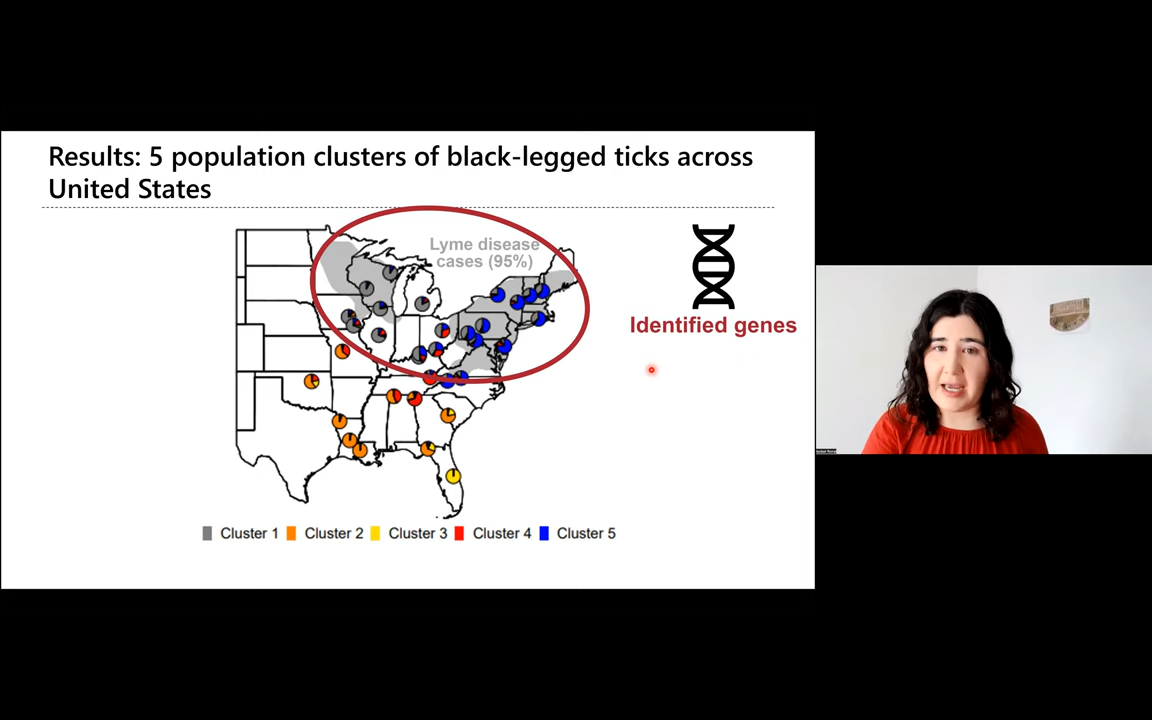 Results: 5 population clusters of black-legged ticks across
United States
Lyme disease
cases (95%)
Identified genes
Cluster 1
Cluster 2
Cluster 3
Cluster 4
Cluster 5